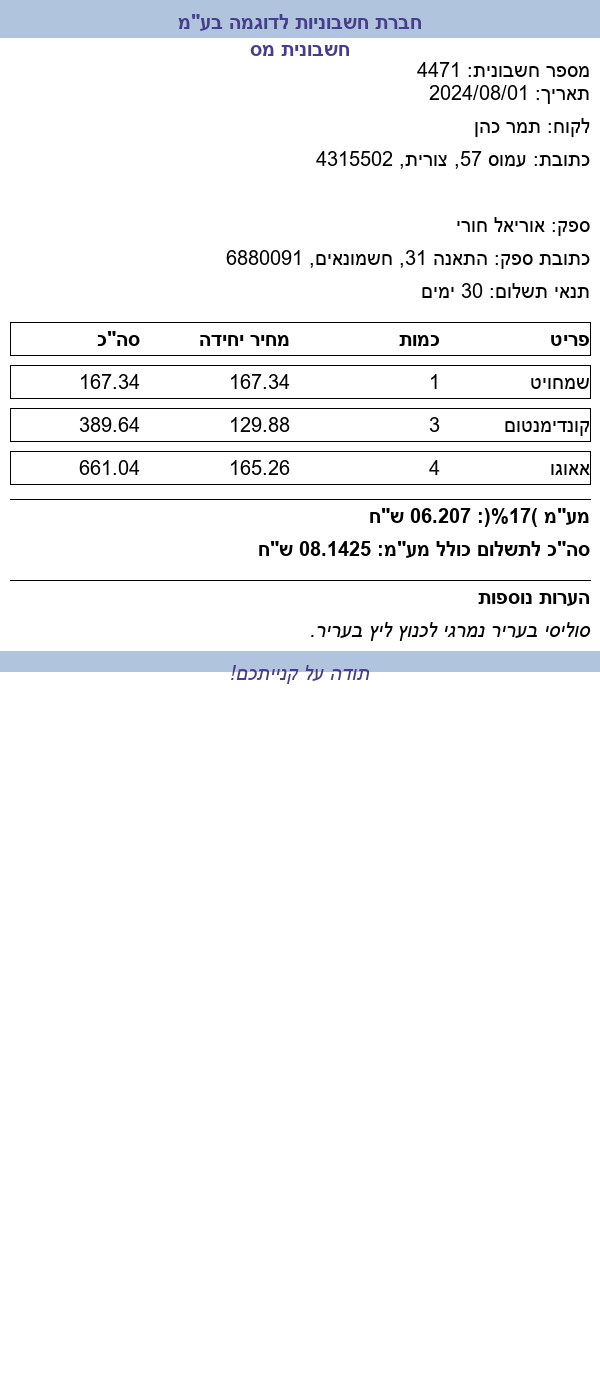 חברת חשבוניות לדוגמה בע"מ
חשבונית מס
מספר חשבונית: 4471
תאריך: 2024/08/01
לקוח: תמר כהן
כתובת: עמוס 57, צורית, 4315502
ספק: אוריאל חורי
כתובת ספק: התאנה 31, חשמונאים, 6880091
תנאי תשלום: 30 ימים
פריט כמות מחיר יחידה סה"כ
שמחויט 1 167.34 167.34
קונדימנטום 3 129.88 389.64
אאוגו 4 165.26 661.04
מע"מ )17%(: 06.207 ש"ח
סה"כ לתשלום כולל מע"מ: 08.1425 ש"ח
הערות נוספות
סוליסי בעריר נמרגי לכנוץ ליץ בעריר.
תודה על קנייתכם!